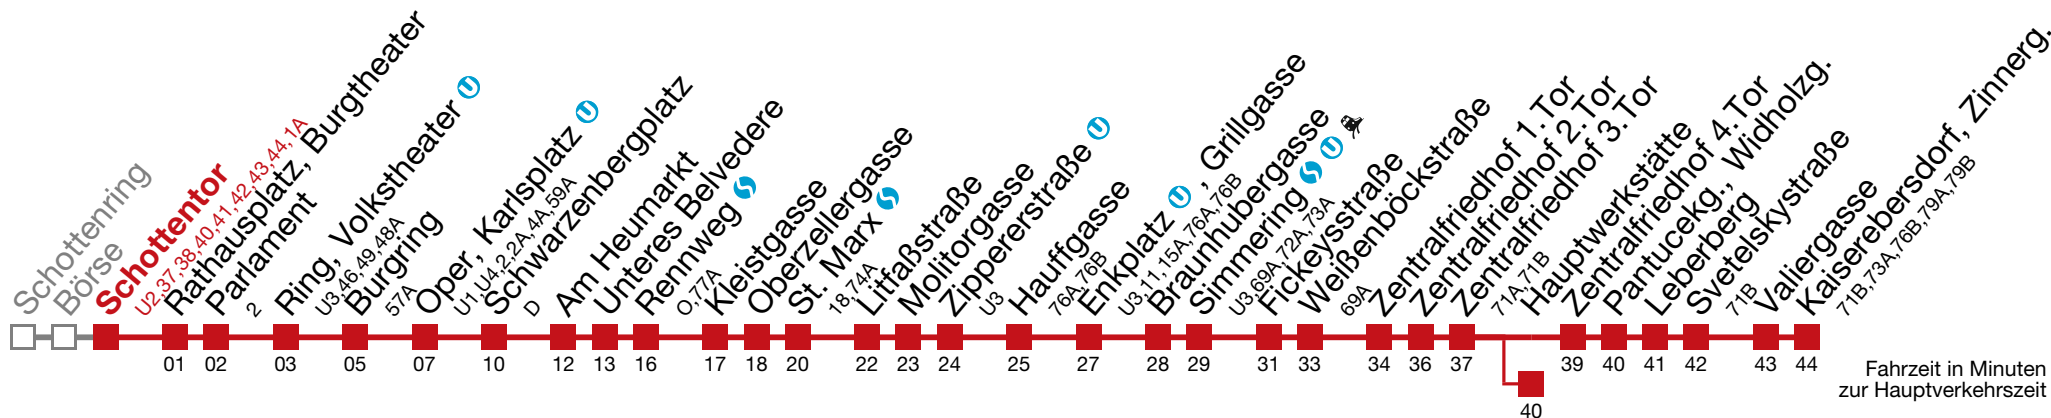 Schottenring
Börse
Schottentor
U2,37,38,40,41,42,43,44,1A
Rathausplatz, Burgtheater
Parlament
2
Ring, Volkstheater U
U3,46,49,48A
Burgring
57A
Oper, Karlsplatz U
U1,U4,2,2A,4A,59A
Schwarzenbergplatz
D
Am Heumarkt
Unteres Belvedere
Rennweg S
O,77A
Kleistgasse
Oberzellergasse
St. Marx S
18,74A
Litfaßstraße
Molitorgasse
Zippererstraße U
U3
Hauffgasse
76A,76B
Enkplatz U , Grillgasse
U3,11,15A,76A,76B
Braunhubergasse
Simmering S U
U3,69A,72A,73A
Fickeysstraße
Weißenböckstraße
69A
Zentralfriedhof 1.Tor
Zentralfriedhof 2.Tor
Zentralfriedhof 3.Tor
71A,71B
Hauptwerkstätte
Zentralfriedhof 4.Tor
Pantucekg., Widholzg.
Leberberg
Svetelskystraße
71B
Valiergasse
Kaiserebersdorf, Zinnerg.
71B,73A,76B,79A,79B
01 02 03 05 07 10 12 13 16 17 18 20 22 23 24 25 27 28 29 31 33 34 36 37 39 40 41 42 43 44
40
Fahrzeit in Minuten
zur Hauptverkehrszeit